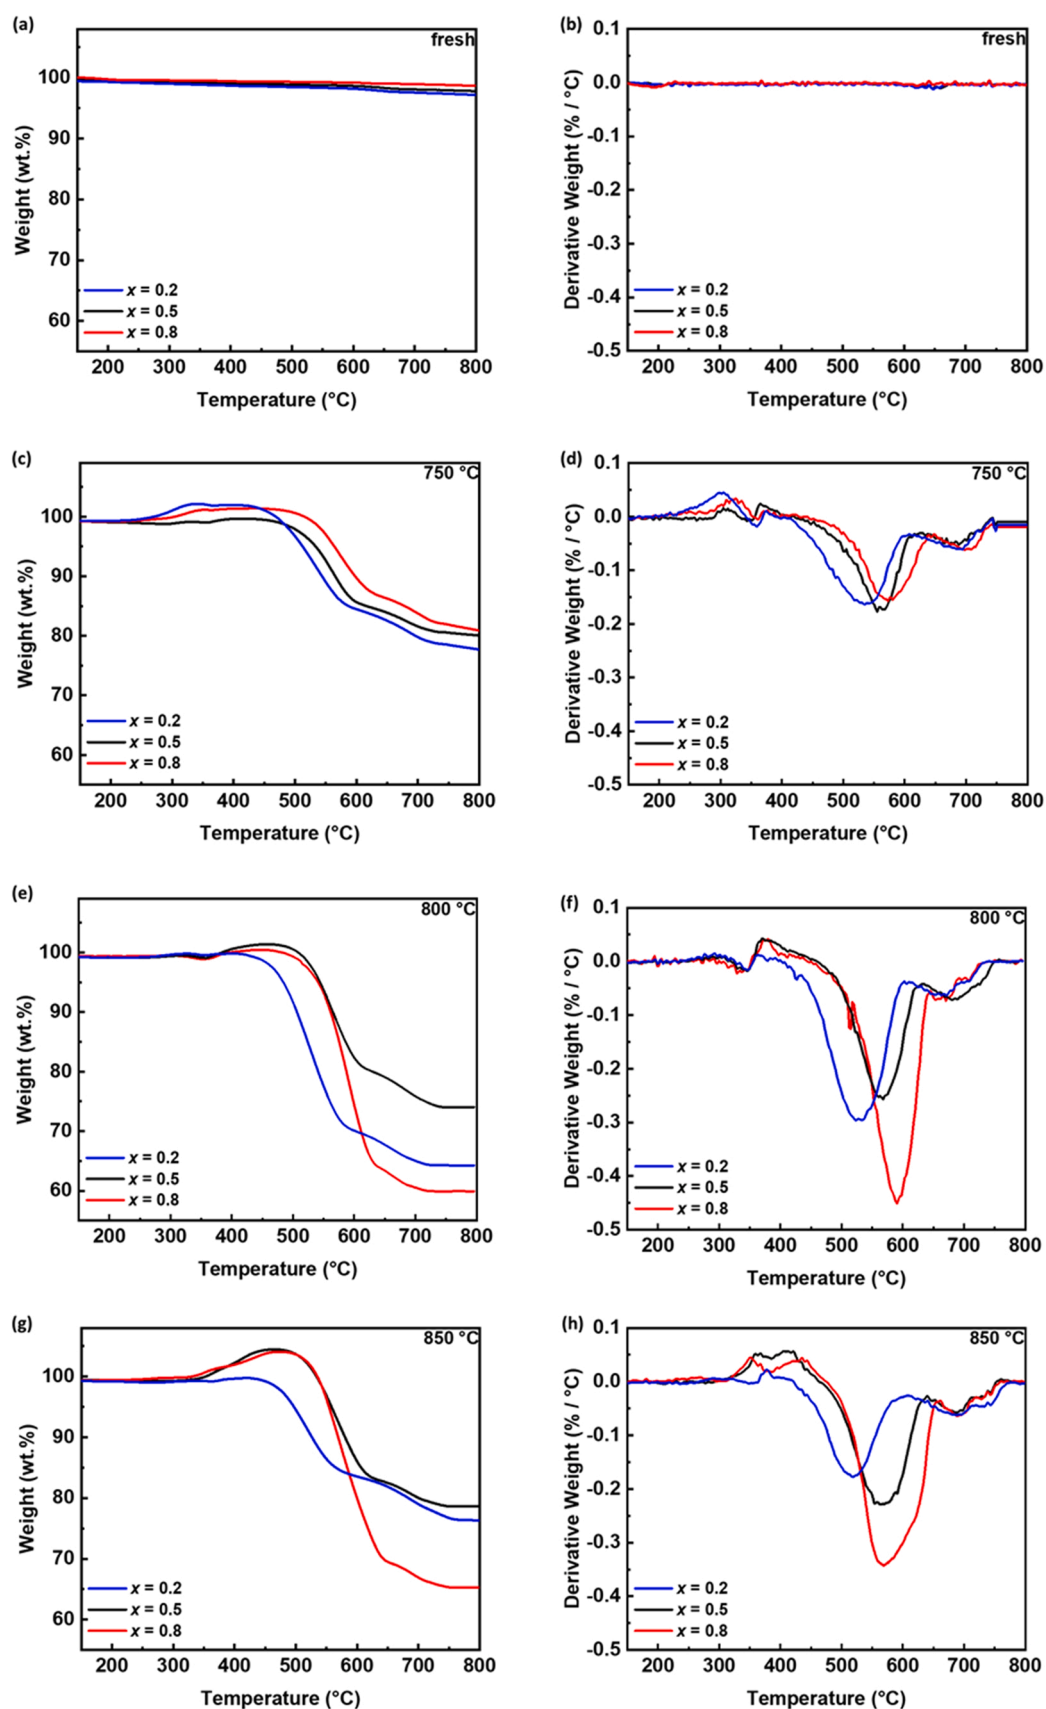 (a)
fresh
100
90
80
70
60
Weight (wt.%)
x = 0.2
x = 0.5
x = 0.8
200 300 400 500 600 700 800
Temperature (°C)
(b)
fresh
0.1
0.0
-0.1
-0.2
-0.3
-0.4
-0.5
Derivative Weight (% / °C)
x = 0.2
x = 0.5
x = 0.8
200 300 400 500 600 700 800
Temperature (°C)
(c)
750 °C
100
90
80
70
60
Weight (wt.%)
x = 0.2
x = 0.5
x = 0.8
200 300 400 500 600 700 800
Temperature (°C)
(d)
750 °C
0.1
0.0
-0.1
-0.2
-0.3
-0.4
-0.5
Derivative Weight (% / °C)
x = 0.2
x = 0.5
x = 0.8
200 300 400 500 600 700 800
Temperature (°C)
(e)
800 °C
100
90
80
70
60
Weight (wt.%)
x = 0.2
x = 0.5
x = 0.8
200 300 400 500 600 700 800
Temperature (°C)
(f)
800 °C
0.1
0.0
-0.1
-0.2
-0.3
-0.4
-0.5
Derivative Weight (% / °C)
x = 0.2
x = 0.5
x = 0.8
200 300 400 500 600 700 800
Temperature (°C)
(g)
850 °C
100
90
80
70
60
Weight (wt.%)
x = 0.2
x = 0.5
x = 0.8
200 300 400 500 600 700 800
Temperature (°C)
(h)
850 °C
0.1
0.0
-0.1
-0.2
-0.3
-0.4
-0.5
Derivative Weight (% / °C)
x = 0.2
x = 0.5
x = 0.8
200 300 400 500 600 700 800
Temperature (°C)